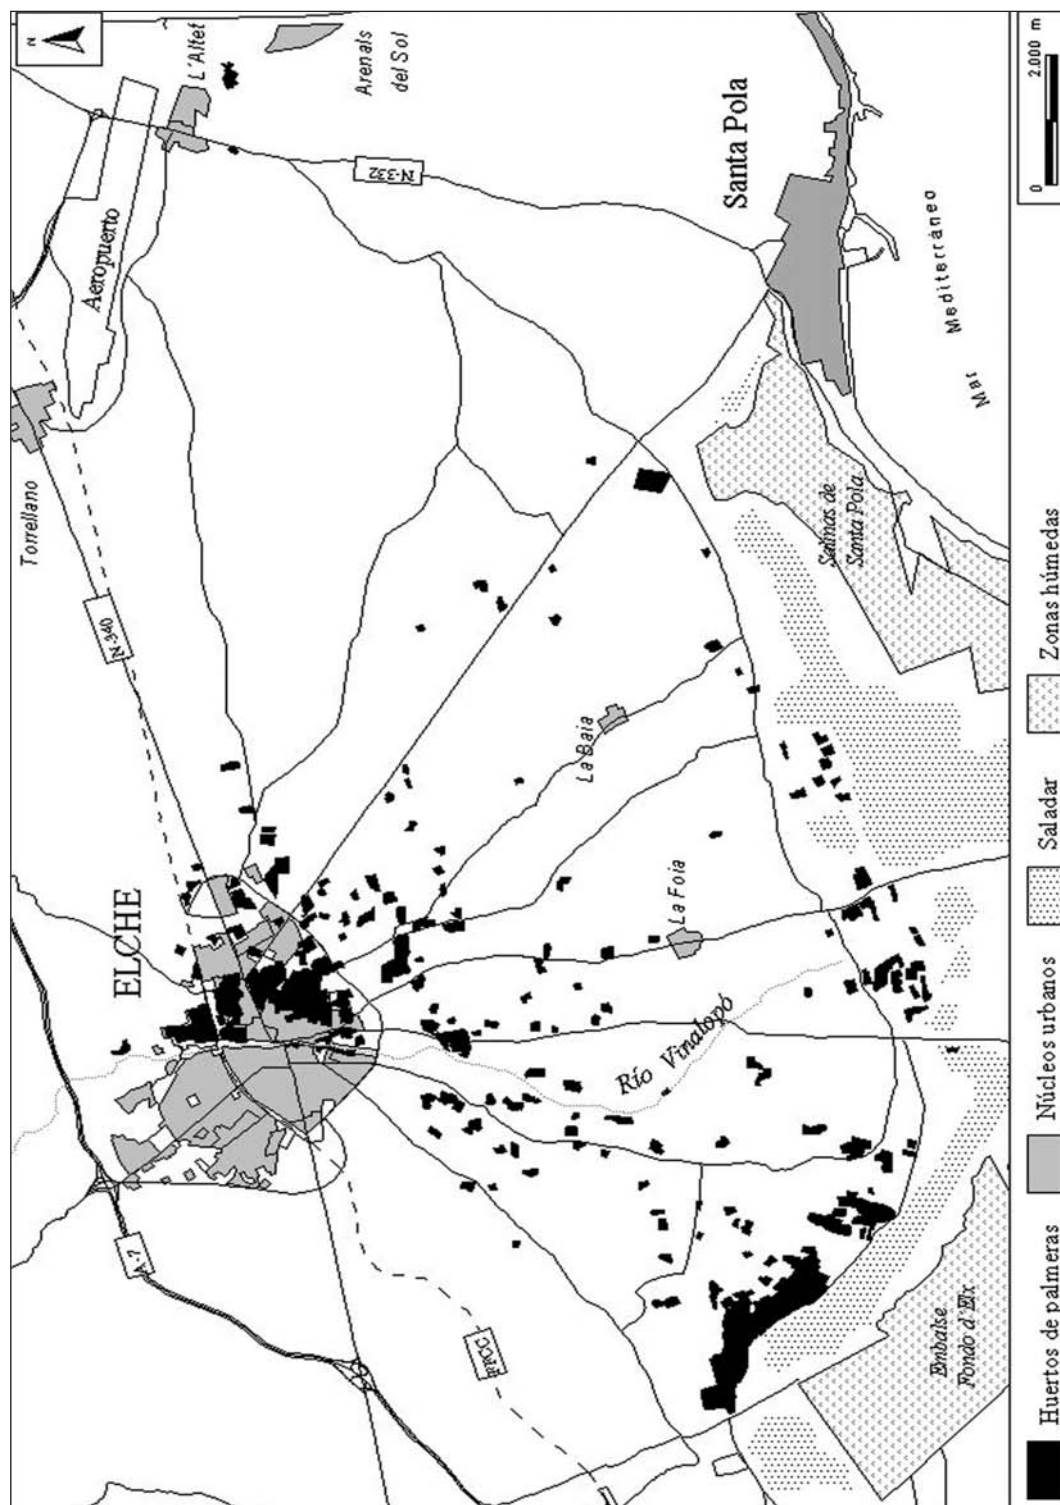 N
L'Altet
Arenals
del Sol
Aeropuerto
Torrellano
N-340
N-332
Santa Pola
ELCHE
La Baia
La Foia
Río Vinalopó
Mar Mediterráneo
Salinas de
Santa Pola
A-7
FFCC
Embalse
Fondo d'Elx
0
2.000 m
Huertos de palmeras
Núcleos urbanos
Saladar
Zonas húmedas